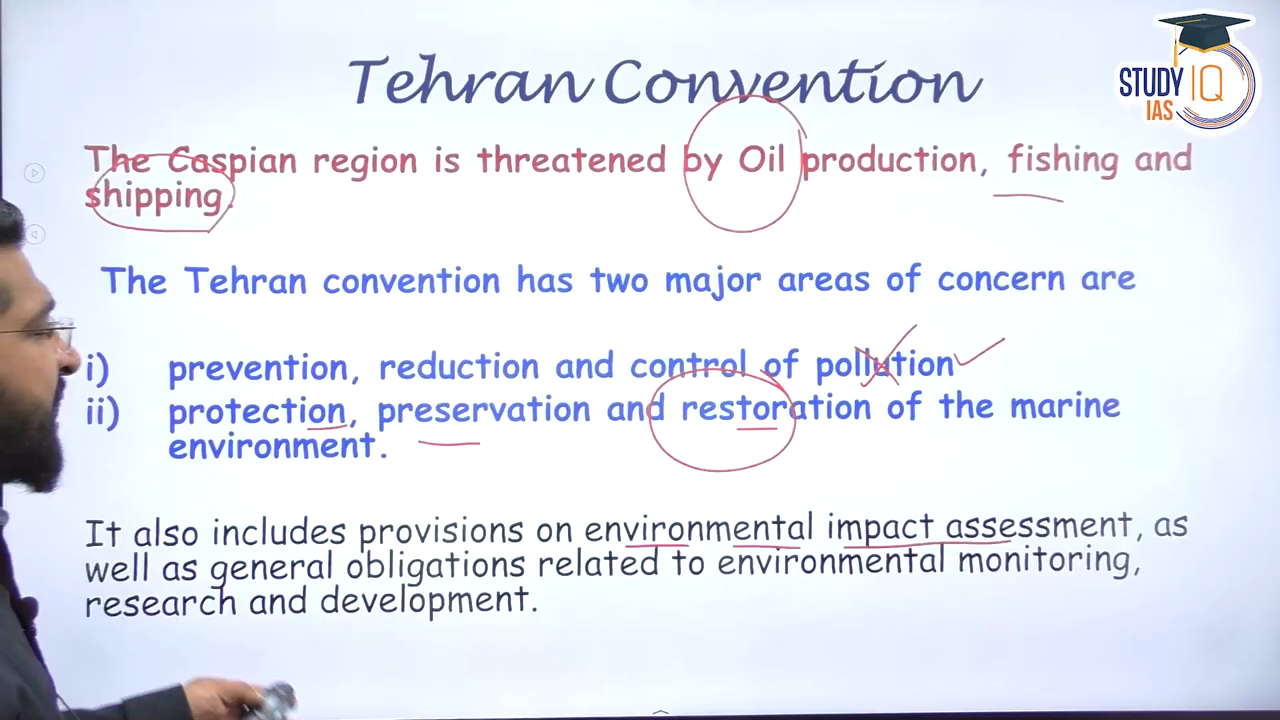 Tehran Convention
STUDY IQ
IAS
The Caspian region is threatened by Oil production, fishing and
shipping.
The Tehran convention has two major areas of concern are
i) prevention, reduction and control of pollution
ii) protection, preservation and restoration of the marine
environment.
It also includes provisions on environmental impact assessment, as
well as general obligations related to environmental monitoring,
research and development.